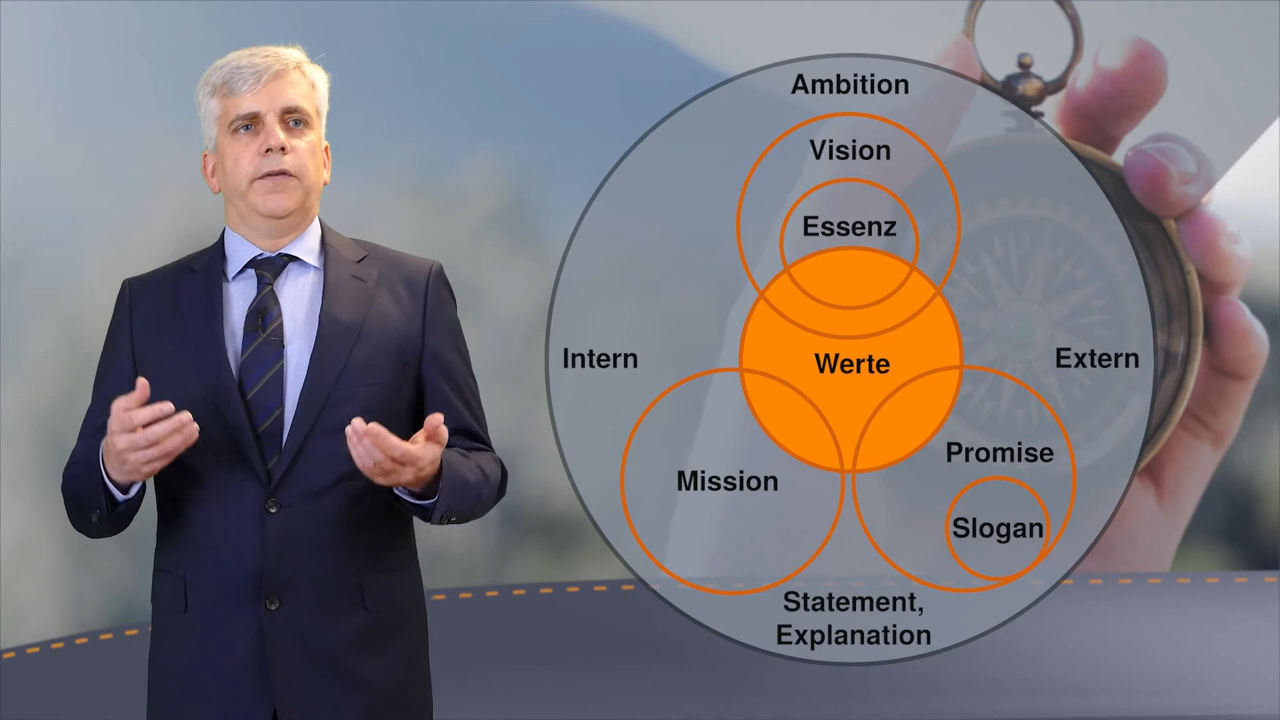 Ambition
Vision
Essenz
Intern
Werte
Extern
Promise
Mission
Slogan
Statement,
Explanation